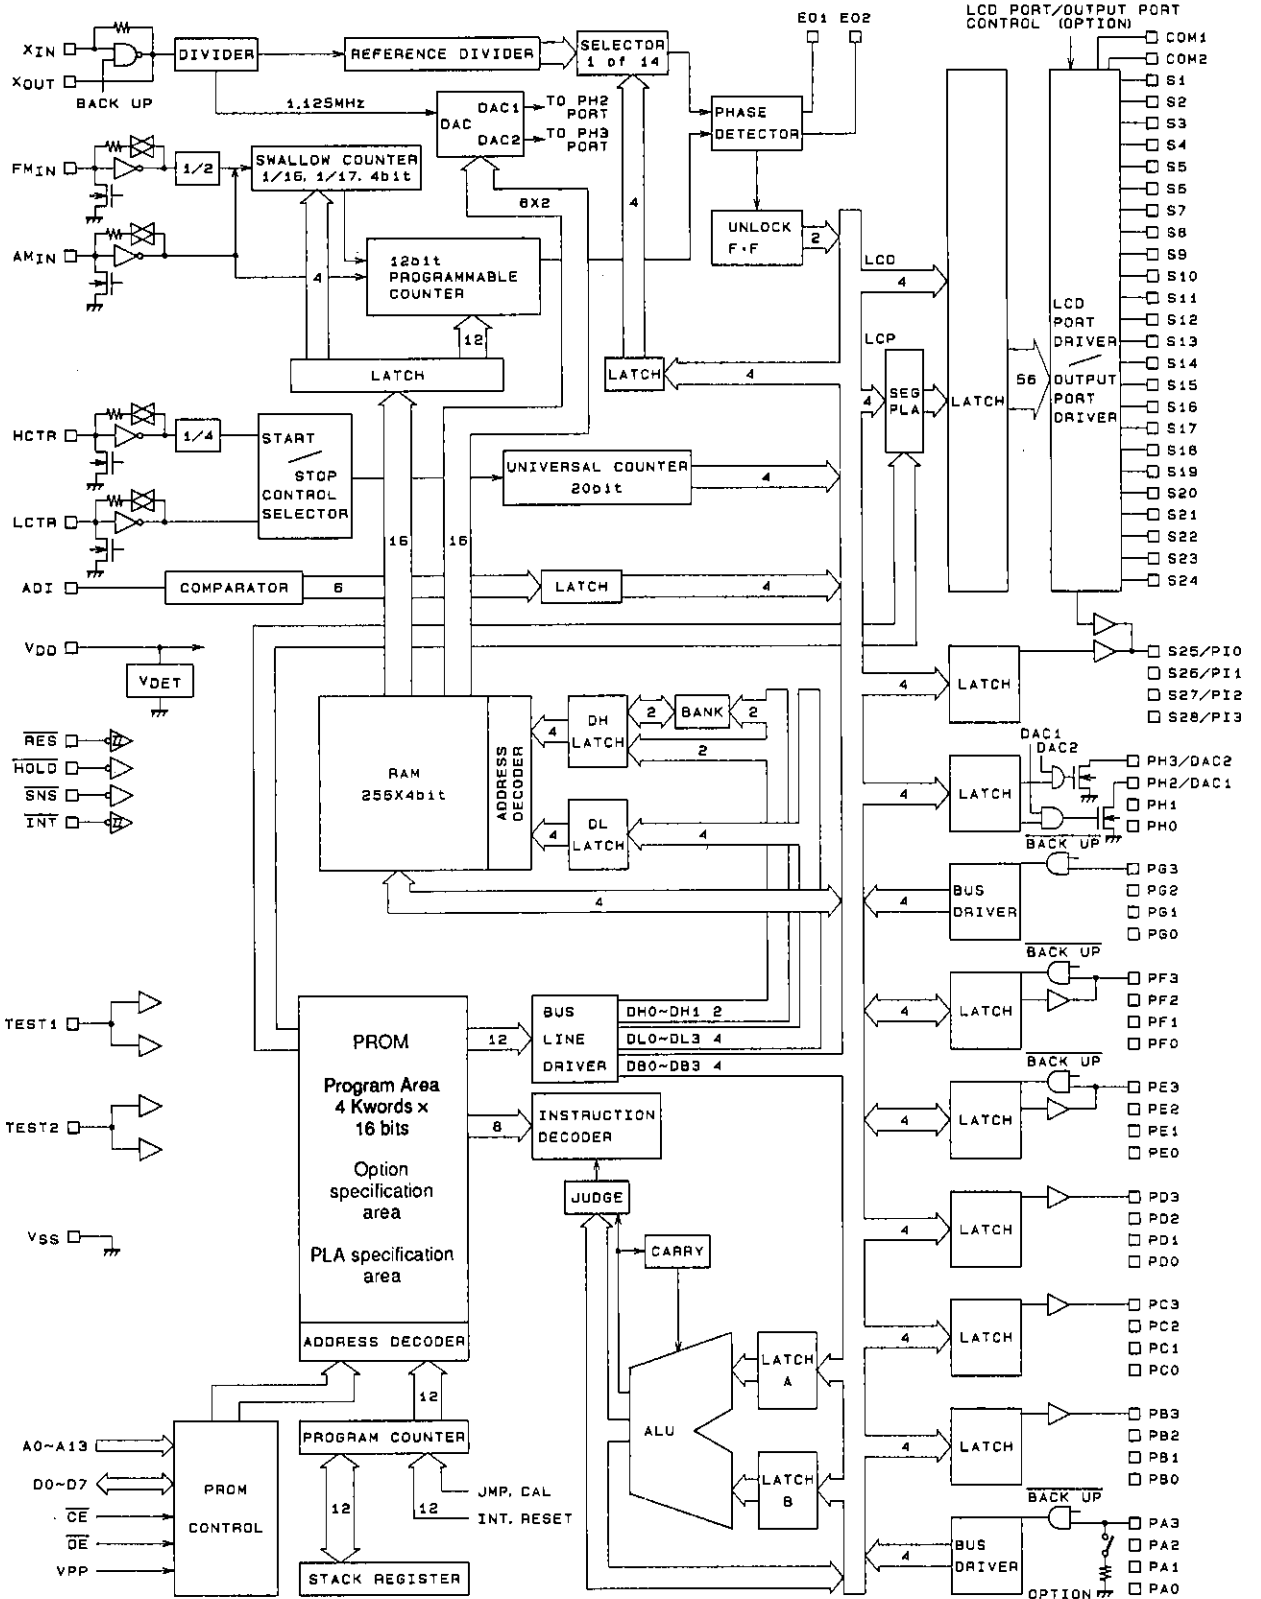 LCD PORT/OUTPUT PORT
CONTROL (OPTION)
EO1 EO2
XIN
XOUT
BACK UP
DIVIDER
REFERENCE DIVIDER
SELECTOR
1 of 14
1.125MHz
DAC
DAC1
DAC2
TO PH2
PORT
TO PH3
PORT
PHASE
DETECTOR
COM1
COM2
S1
S2
S3
S4
S5
S6
S7
S8
S9
S10
S11
S12
S13
S14
S15
S16
S17
S18
S19
S20
S21
S22
S23
S24
FMIN
1/2
SWALLOW COUNTER
1/16, 1/17, 4bit
8X2
4
UNLOCK
F·F
2
AMIN
4
12bit
PROGRAMMABLE
COUNTER
12
LCD
4
LCP
4
SEG
PLA
LATCH
56
LCD
PORT
DRIVER
OUTPUT
PORT
DRIVER
LATCH
LATCH
4
HCTR
1/4
START
STOP
CONTROL
SELECTOR
UNIVERSAL COUNTER
20bit
4
LCTR
16
16
ADI
COMPARATOR
6
LATCH
4
VDD
VDET
RES
HOLD
SNS
INT
RAM
256X4bit
ADDRESS
DECODER
4
DH
LATCH
2
BANK
2
2
4
DL
LATCH
4
4
4
LATCH
S25/PI0
S26/PI1
S27/PI2
S28/PI3
DAC1
DAC2
4
LATCH
PH3/DAC2
PH2/DAC1
PH1
PH0
BACK UP
4
BUS
DRIVER
PG3
PG2
PG1
PG0
BACK UP
4
LATCH
PF3
PF2
PF1
PF0
BACK UP
4
LATCH
PE3
PE2
PE1
PE0
4
LATCH
PD3
PD2
PD1
PD0
4
LATCH
PC3
PC2
PC1
PC0
4
LATCH
PB3
PB2
PB1
PB0
BACK UP
4
BUS
DRIVER
PA3
PA2
PA1
PA0
OPTION
TEST1
TEST2
VSS
PROM
Program Area
4 Kwords ×
16 bits
Option
specification
area
PLA specification
area
ADDRESS DECODER
12
BUS
LINE
DRIVER
DH0~DH1 2
DL0~DL3 4
DB0~DB3 4
8
INSTRUCTION
DECODER
JUDGE
CARRY
ALU
LATCH
A
LATCH
B
12
PROGRAM COUNTER
12
12
JMP, CAL
INT. RESET
STACK REGISTER
A0~A13
D0~D7
CE
OE
VPP
PROM
CONTROL